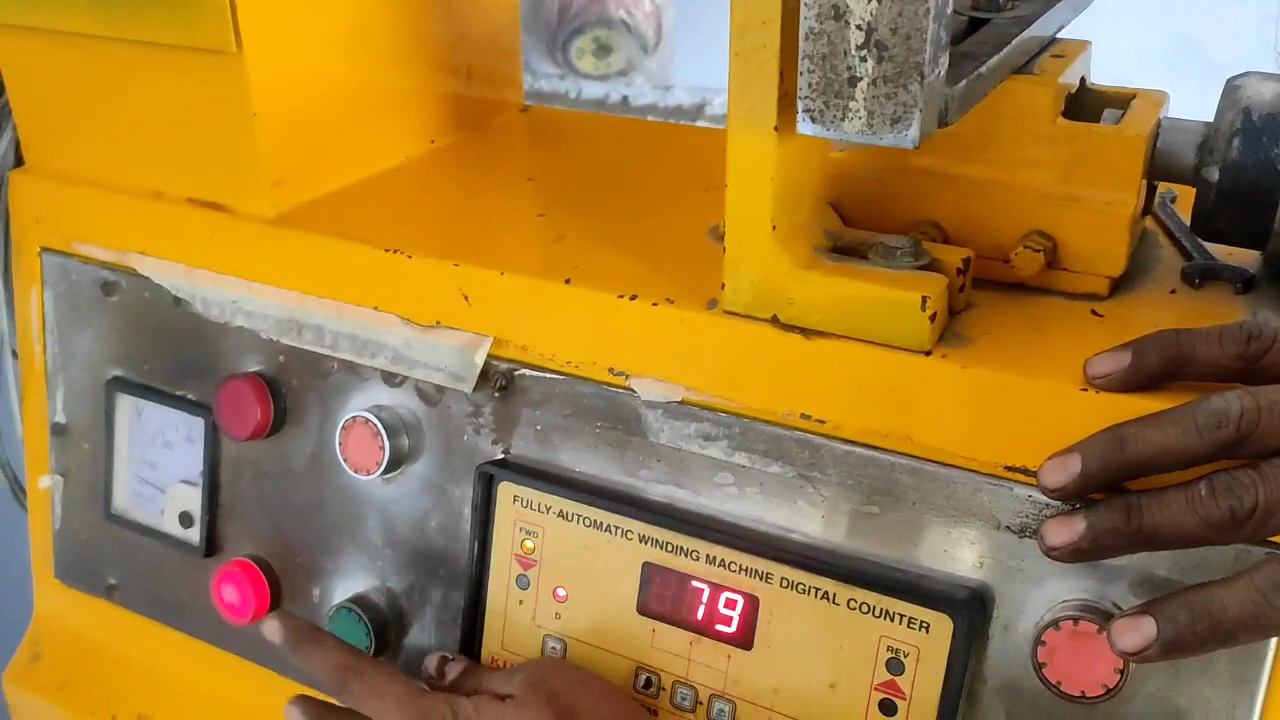 V
FULLY-AUTOMATIC WINDING MACHINE DIGITAL COUNTER
FWD
79
F
D
REV